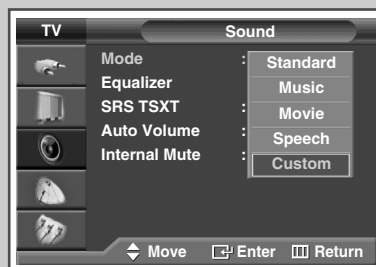 TV Sound
Mode : Standard
Equalizer Music
SRS TSXT : Movie
Auto Volume : Speech
Internal Mute : Custom
Move Enter Return